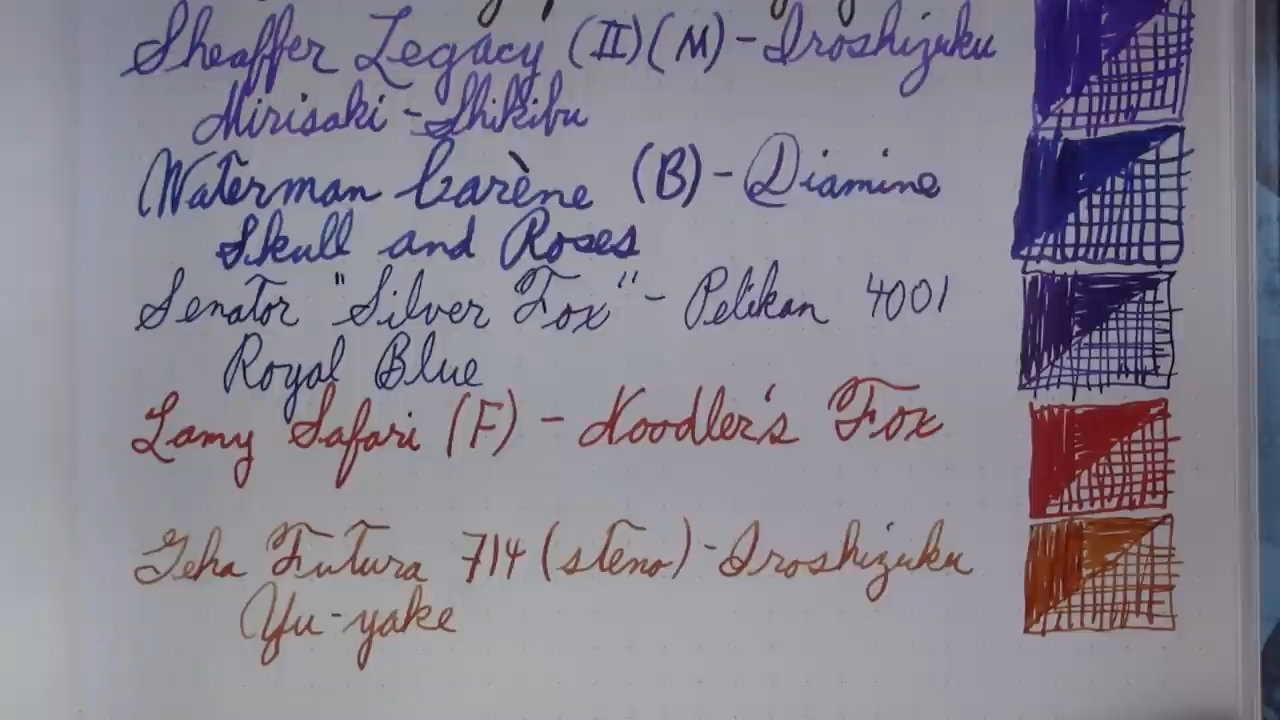 Sheaffer Legacy (II)(M) - Iroshizuku
Mirisaki - Shikibu
Waterman Carène (B) - Diamine
Skull and Roses
Senator "Silver Fox" - Pelikan 4001
Royal Blue
Lamy Safari (F) - Noodler's Fox
Geha Futura 714 (steno) - Iroshizuku
Yu-yake